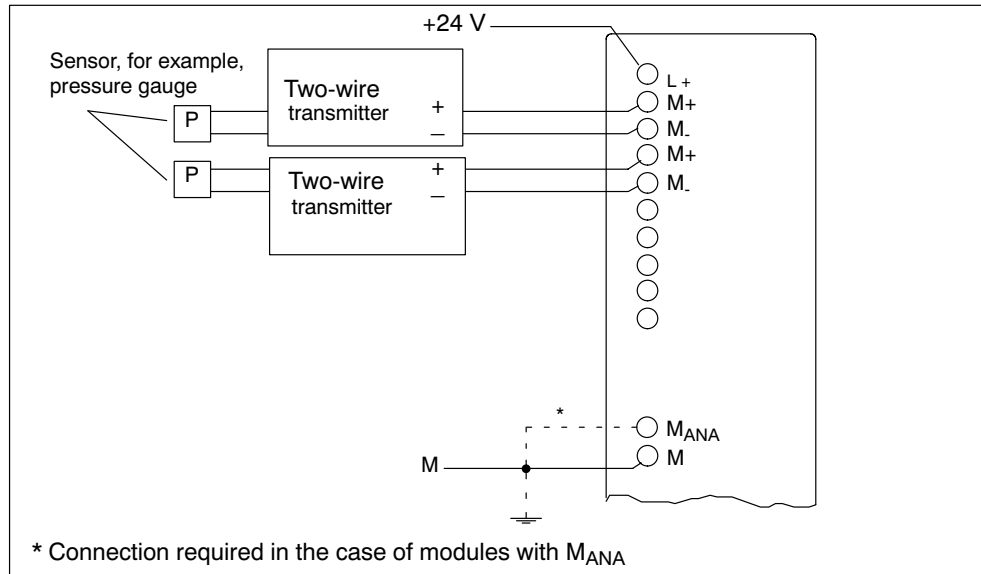 +24 V
Sensor, for example,
pressure gauge
Two-wire
transmitter
+
–
P
L +
M+
M-
M+
M-
P
Two-wire
transmitter
+
–
*
MANA
M
M
* Connection required in the case of modules with MANA